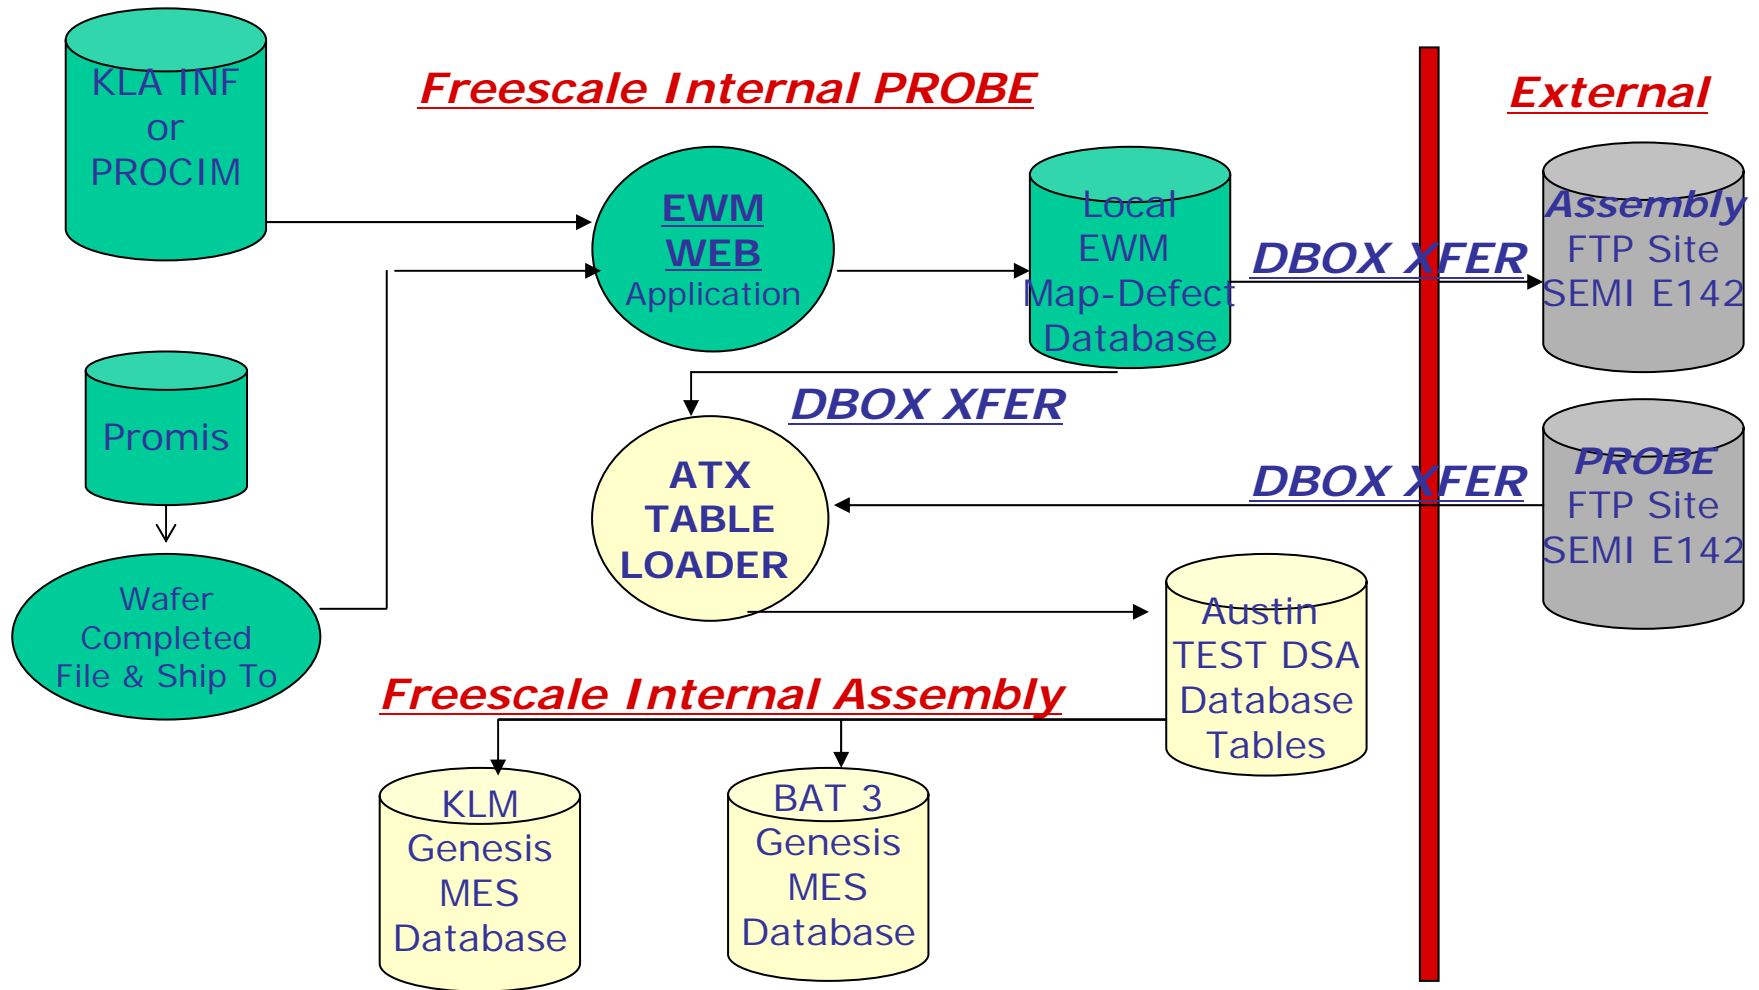 KLA INF
or
PROCIM
Freescale Internal PROBE
External
EWM
WEB
Application
Local
EWM
Map-Defect
Database
DBOX XFER
Assembly
FTP Site
SEMI E142
Promis
DBOX XFER
ATX
TABLE
LOADER
DBOX XFER
PROBE
FTP Site
SEMI E142
Wafer
Completed
File & Ship To
Austin
TEST DSA
Database
Tables
Freescale Internal Assembly
KLM
Genesis
MES
Database
BAT 3
Genesis
MES
Database